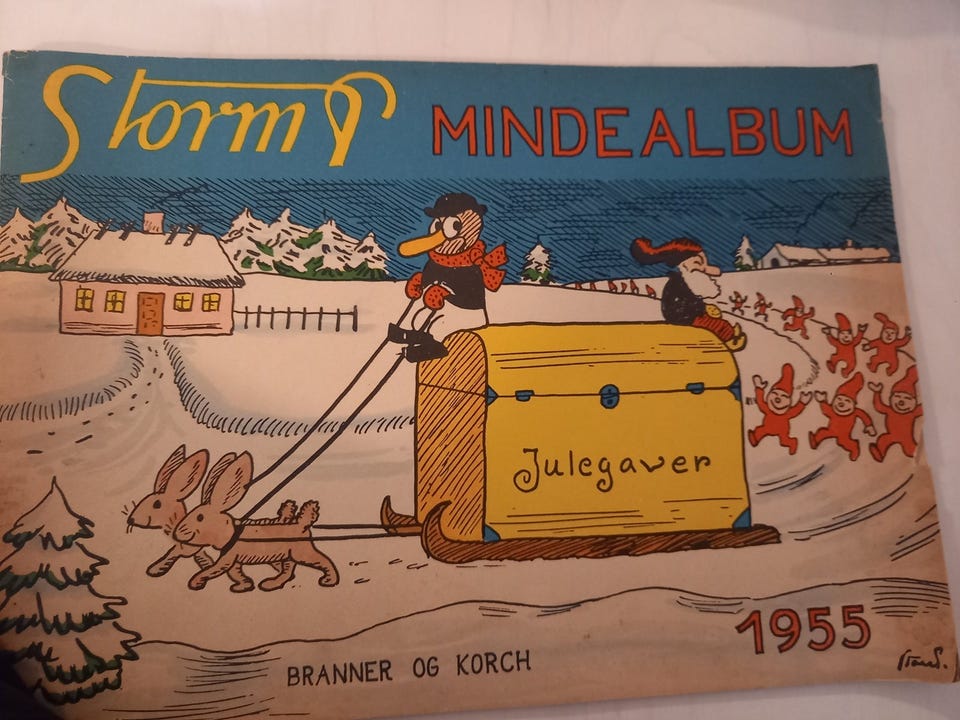 Storm P
MINDEALBUM
Julegaver
1955
BRANNER OG KORCH